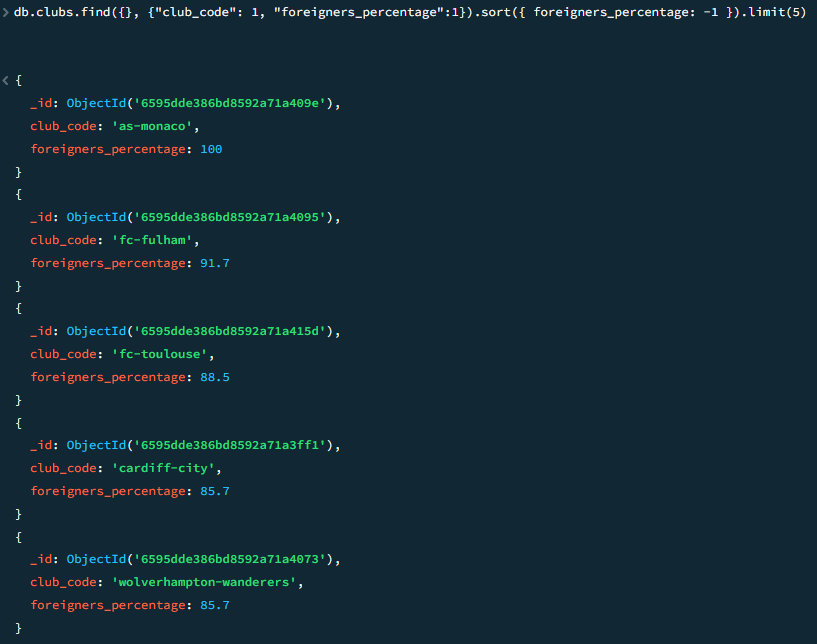 > db.clubs.find({}, {"club_code": 1, "foreigners_percentage":1}).sort({ foreigners_percentage: -1 }).limit(5)
< {
_id: ObjectId('6595dde386bd8592a71a409e'),
club_code: 'as-monaco',
foreigners_percentage: 100
}
{
_id: ObjectId('6595dde386bd8592a71a4095'),
club_code: 'fc-fulham',
foreigners_percentage: 91.7
}
{
_id: ObjectId('6595dde386bd8592a71a415d'),
club_code: 'fc-toulouse',
foreigners_percentage: 88.5
}
{
_id: ObjectId('6595dde386bd8592a71a3ff1'),
club_code: 'cardiff-city',
foreigners_percentage: 85.7
}
{
_id: ObjectId('6595dde386bd8592a71a4073'),
club_code: 'wolverhampton-wanderers',
foreigners_percentage: 85.7
}